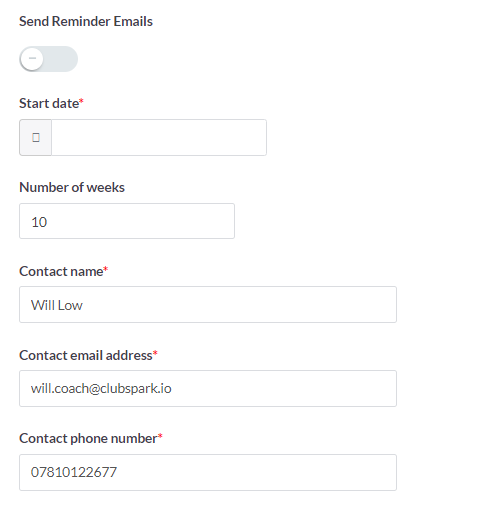 Send Reminder Emails
Start date*
Number of weeks
10
Contact name*
Will Low
Contact email address*
will.coach@clubspark.io
Contact phone number*
07810122677